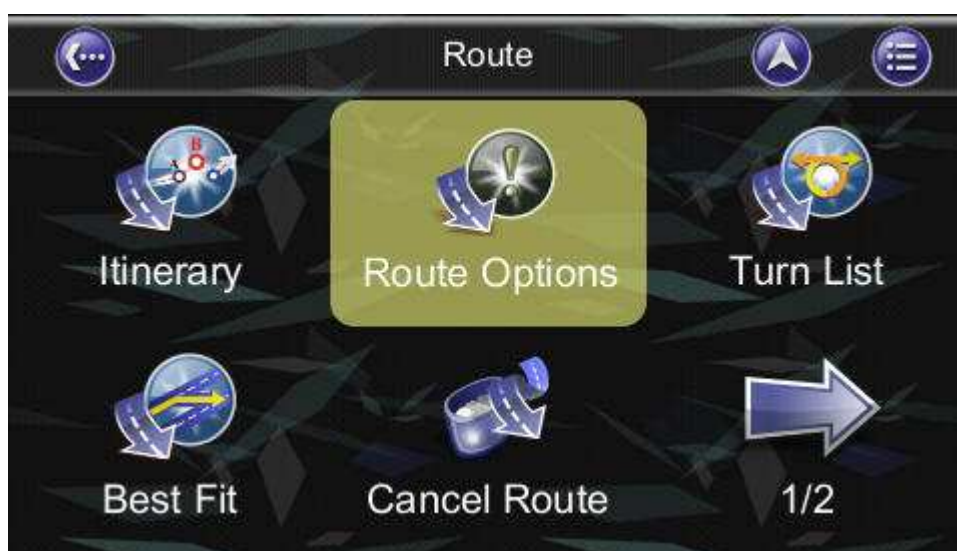 Route
Itinerary
Route Options
Turn List
Best Fit
Cancel Route
1/2